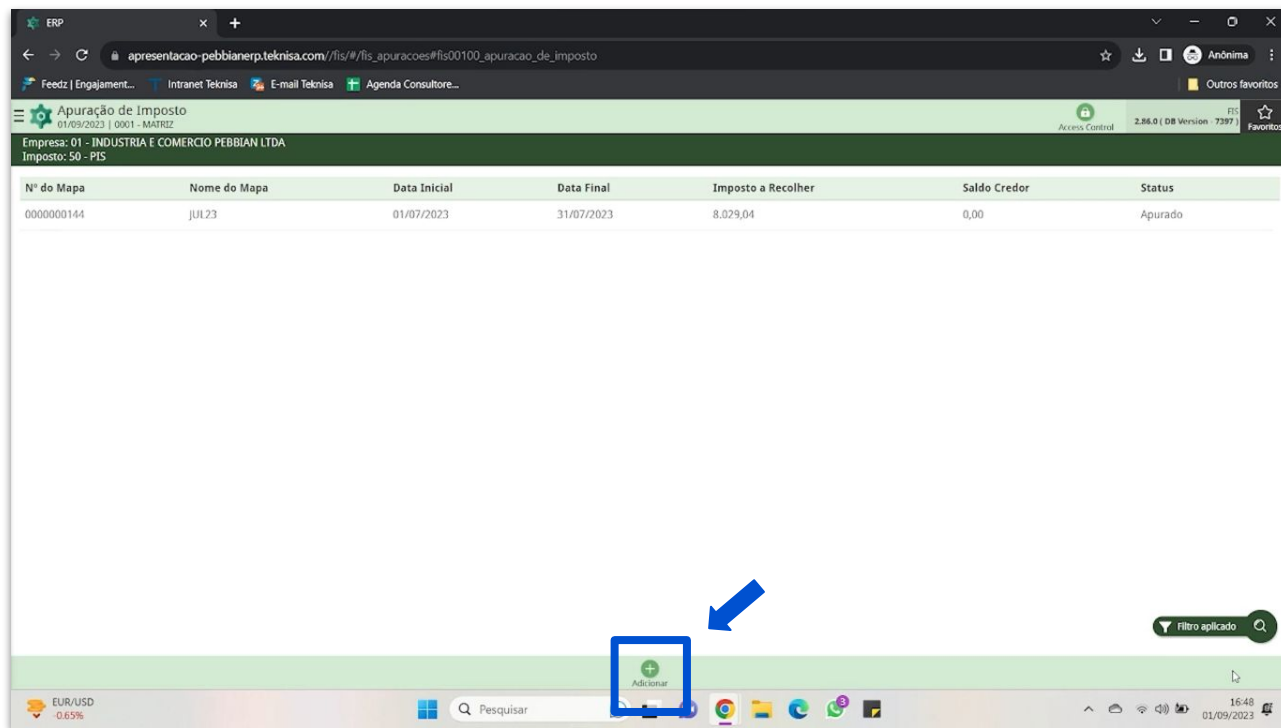 ERP
apresentacao-pebbianerp.teknisa.com//fis/#/fis_apuracoes#fis00100_apuracao_de_imposto
Anônima
Feedz | Engajament...
Intranet Teknisa
E-mail Teknisa
Agenda Consultore...
Outros favoritos
Apuração de Imposto
01/09/2023 | 0001 - MATRIZ
Access Control
FIS
2.86.0 ( DB Version - 7397 )
Favoritos
Empresa: 01 - INDUSTRIA E COMERCIO PEBBIAN LTDA
Imposto: 50 - PIS
Nº do Mapa Nome do Mapa Data Inicial Data Final Imposto a Recolher Saldo Credor Status
0000000144 JUL23 01/07/2023 31/07/2023 8.029,04 0,00 Apurado
Filtro aplicado
Adicionar
EUR/USD
-0.65%
Pesquisar
3
16:48
01/09/2023